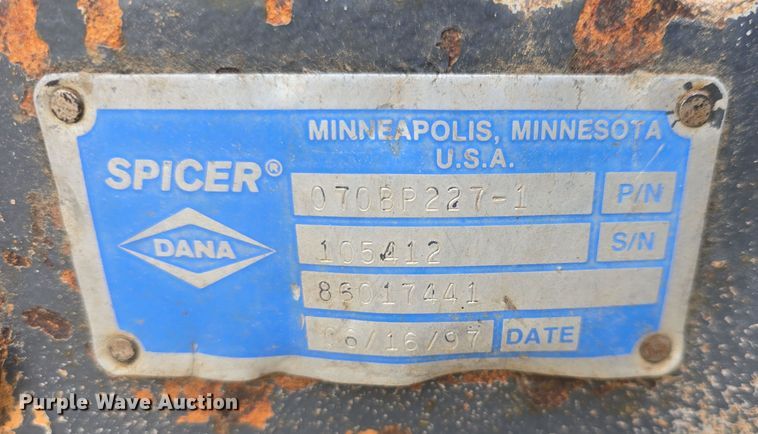 MINNEAPOLIS, MINNESOTA
U.S.A.
SPICER®
DANA
070BP227-1 P/N
105412 S/N
86017441
06/16/97 DATE
Purple Wave Auction